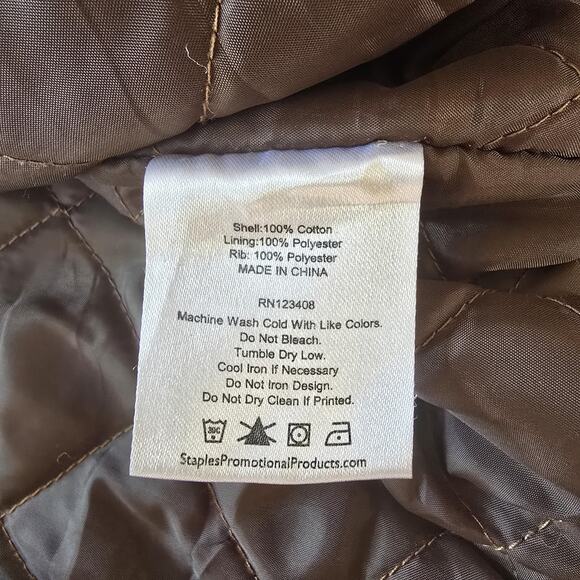 Shell:100% Cotton
Lining:100% Polyester
Rib: 100% Polyester
MADE IN CHINA
RN123408
Machine Wash Cold With Like Colors.
Do Not Bleach.
Tumble Dry Low.
Cool Iron If Necessary
Do Not Iron Design.
Do Not Dry Clean If Printed.
30C
StaplesPromotionalProducts.com